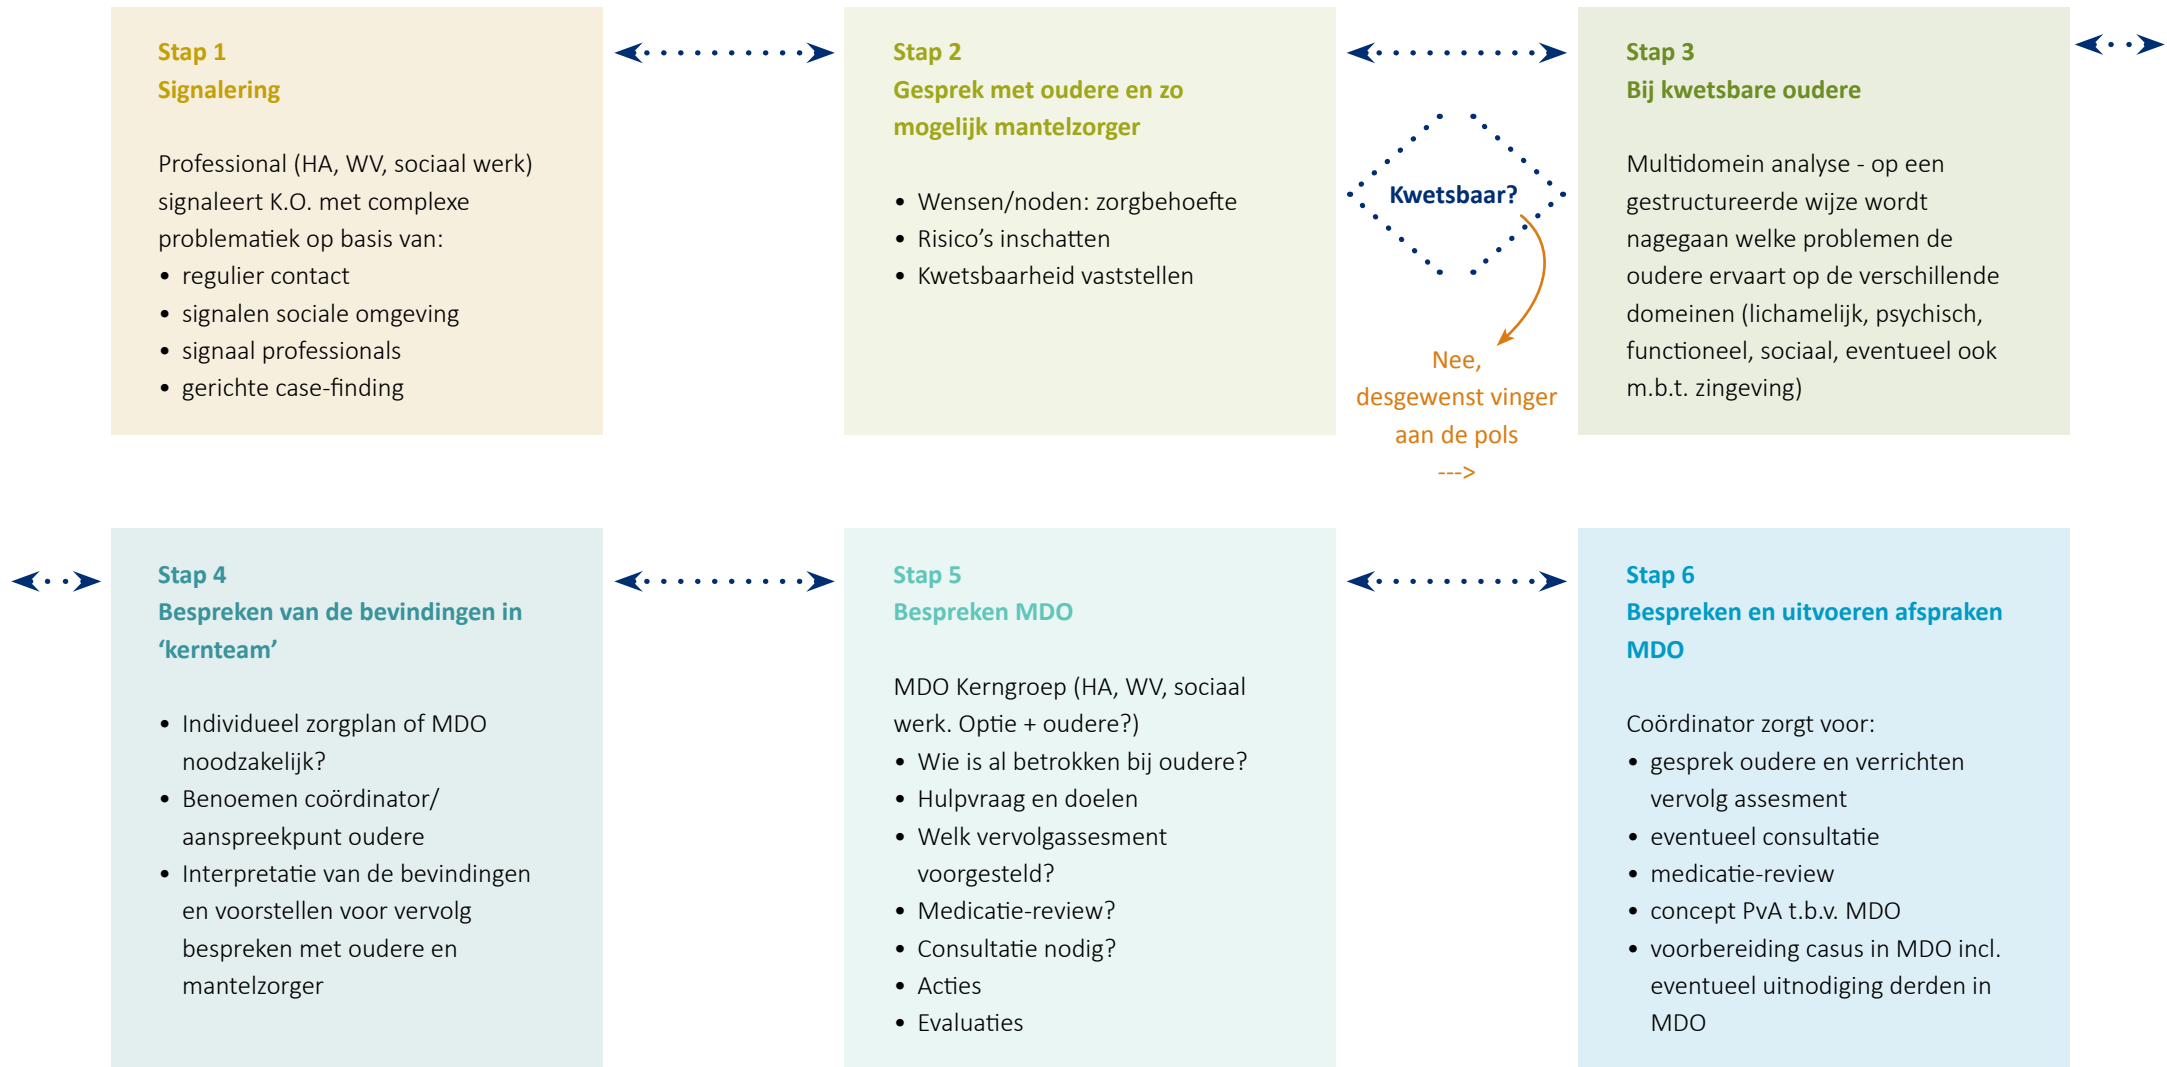 Stap 1
Signalering
Professional (HA, WV, sociaal werk)
signaleert K.O. met complexe
problematiek op basis van:
• regulier contact
• signalen sociale omgeving
• signaal professionals
• gerichte case-finding
Stap 2
Gesprek met oudere en zo
mogelijk mantelzorger
• Wensen/noden: zorgbehoefte
• Risico's inschatten
• Kwetsbaarheid vaststellen
Kwetsbaar?
Nee,
desgewenst vinger
aan de pols
--->
Stap 3
Bij kwetsbare oudere
Multidomein analyse - op een
gestructureerde wijze wordt
nagegaan welke problemen de
oudere ervaart op de verschillende
domeinen (lichamelijk, psychisch,
functioneel, sociaal, eventueel ook
m.b.t. zingeving)
Stap 4
Bespreken van de bevindingen in
‘kernteam’
• Individueel zorgplan of MDO
noodzakelijk?
• Benoemen coördinator/
aanspreekpunt oudere
• Interpretatie van de bevindingen
en voorstellen voor vervolg
bespreken met oudere en
mantelzorger
Stap 5
Bespreken MDO
MDO Kerngroep (HA, WV, sociaal
werk. Optie + oudere?)
• Wie is al betrokken bij oudere?
• Hulpvraag en doelen
• Welk vervolgassesment
voorgesteld?
• Medicatie-review?
• Consultatie nodig?
• Acties
• Evaluaties
Stap 6
Bespreken en uitvoeren afspraken
MDO
Coördinator zorgt voor:
• gesprek oudere en verrichten
vervolg assesment
• eventueel consultatie
• medicatie-review
• concept PvA t.b.v. MDO
• voorbereiding casus in MDO incl.
eventueel uitnodiging derden in
MDO